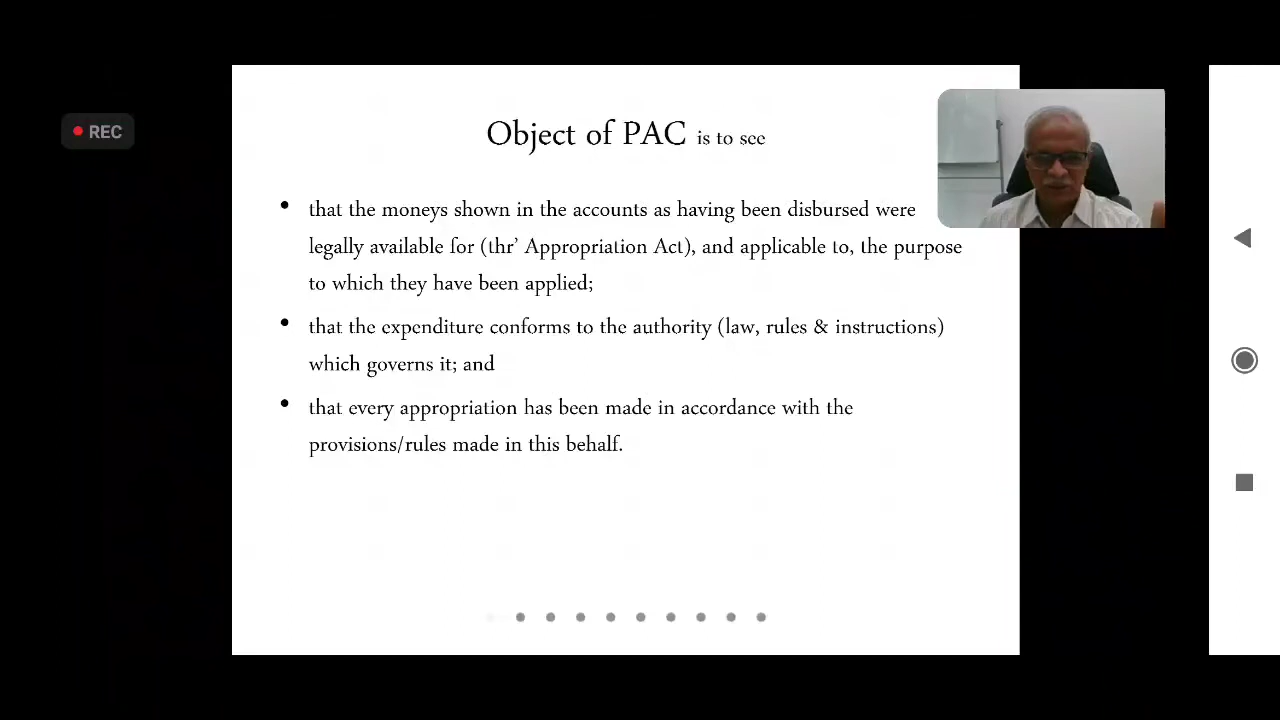 REC
Object of PAC is to see
• that the moneys shown in the accounts as having been disbursed were
legally available for (thr’ Appropriation Act), and applicable to, the purpose
to which they have been applied;
• that the expenditure conforms to the authority (law, rules & instructions)
which governs it; and
• that every appropriation has been made in accordance with the
provisions/rules made in this behalf.